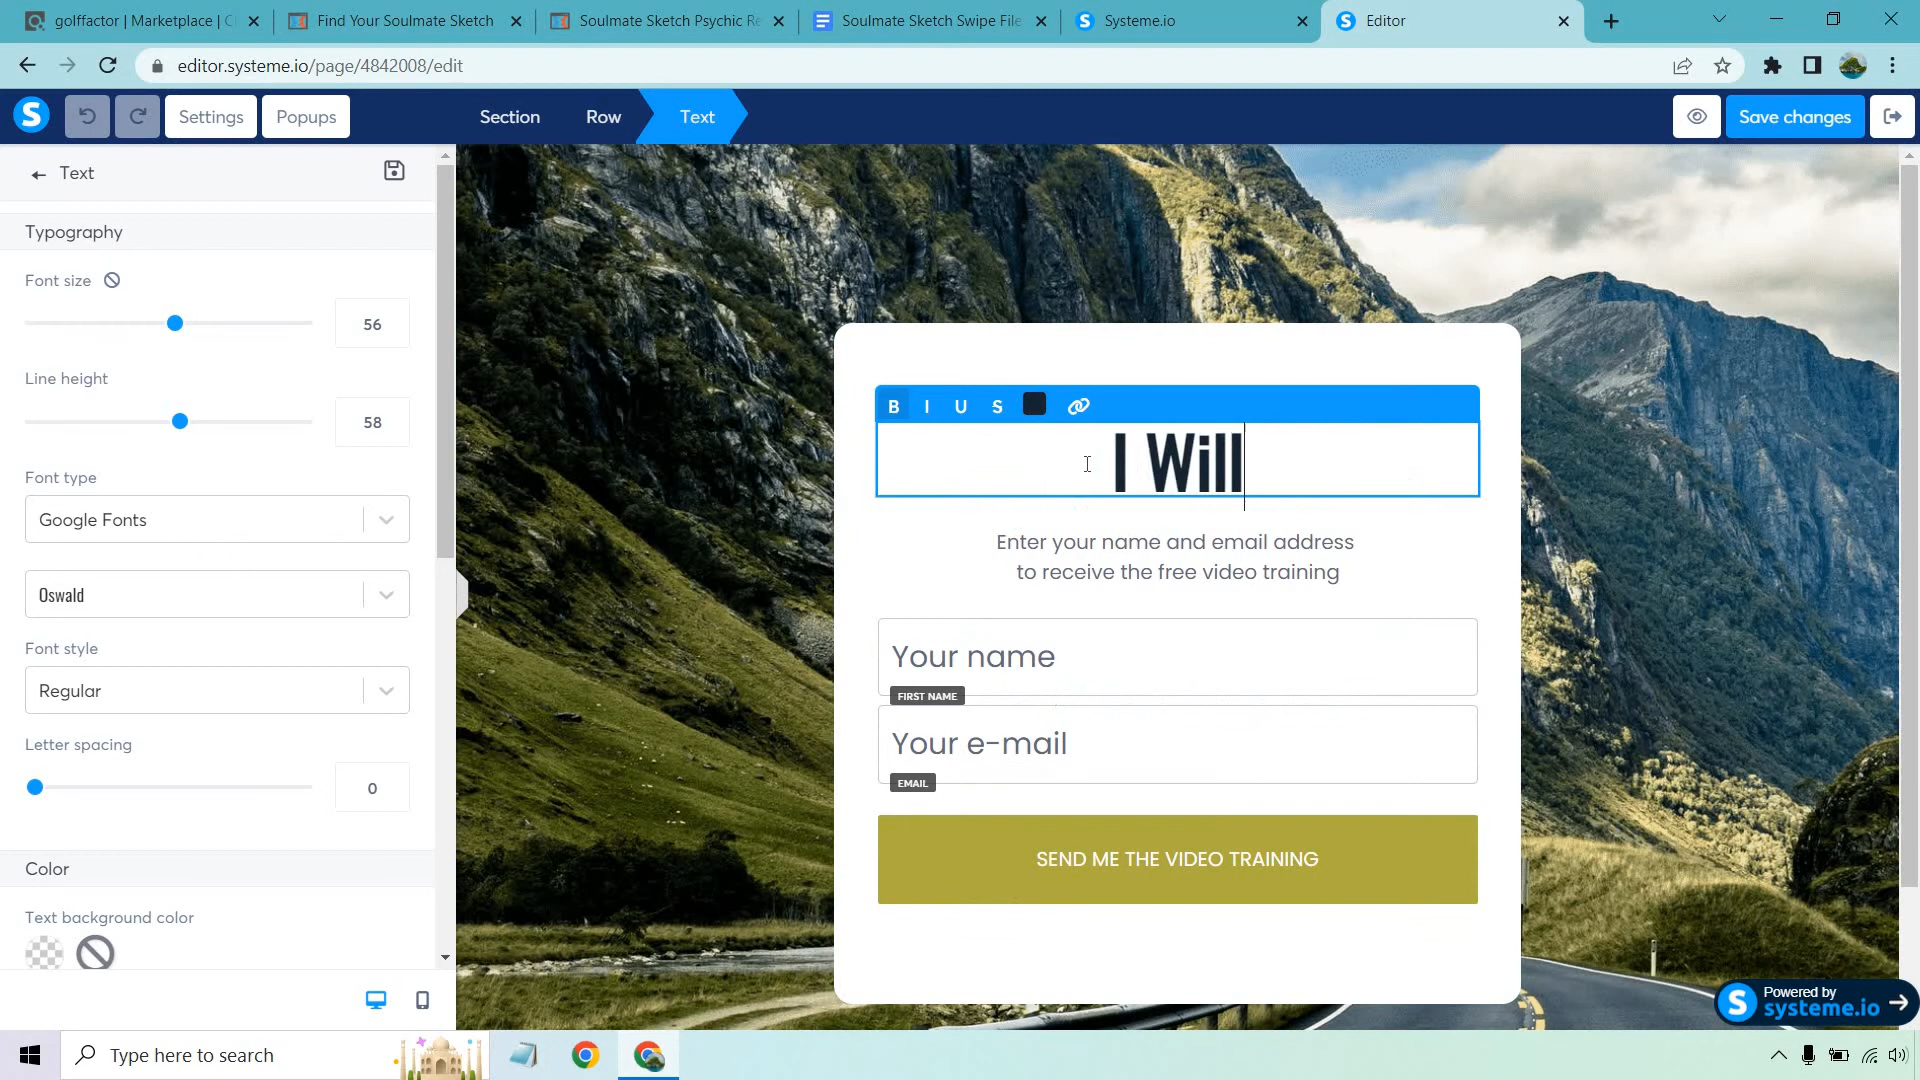 golffactor | Marketplace | C
Find Your Soulmate Sketch
Soulmate Sketch Psychic Re
Soulmate Sketch Swipe File
Systeme.io
Editor
editor.systeme.io/page/4842008/edit
S
Settings
Popups
Section
Row
Text
Save changes
Text
Typography
Font size
56
Line height
58
Font type
Google Fonts
Oswald
Font style
Regular
Letter spacing
0
Color
Text background color
B I U S
I Will
Enter your name and email address
to receive the free video training
Your name
FIRST NAME
Your e-mail
EMAIL
SEND ME THE VIDEO TRAINING
S
Powered by
systeme.io
Type here to search